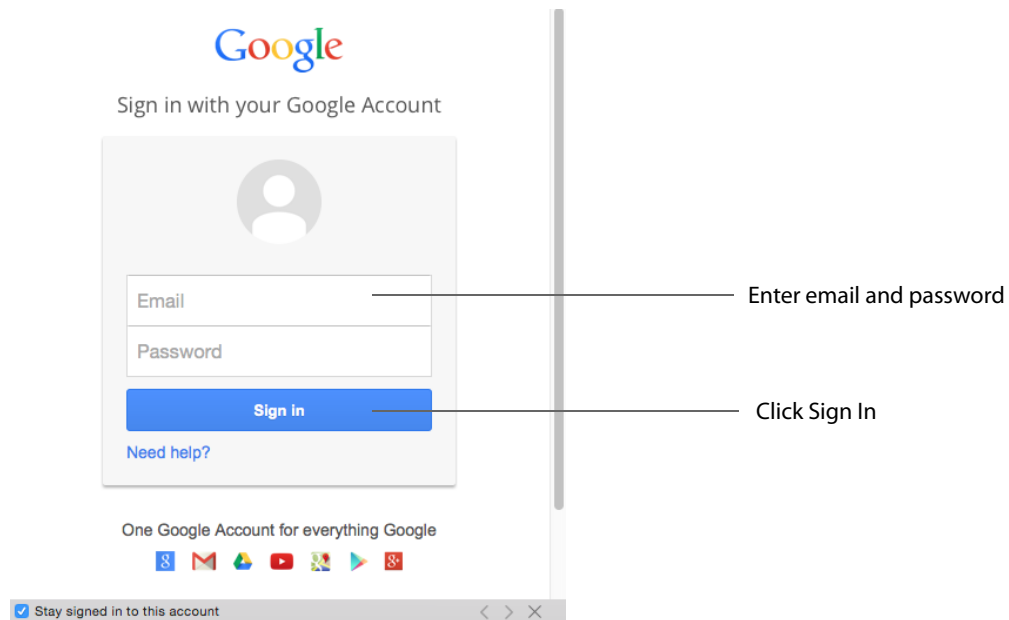 Google
Sign in with your Google Account
Email
Enter email and password
Password
Sign in
Click Sign In
Need help?
One Google Account for everything Google
Stay signed in to this account